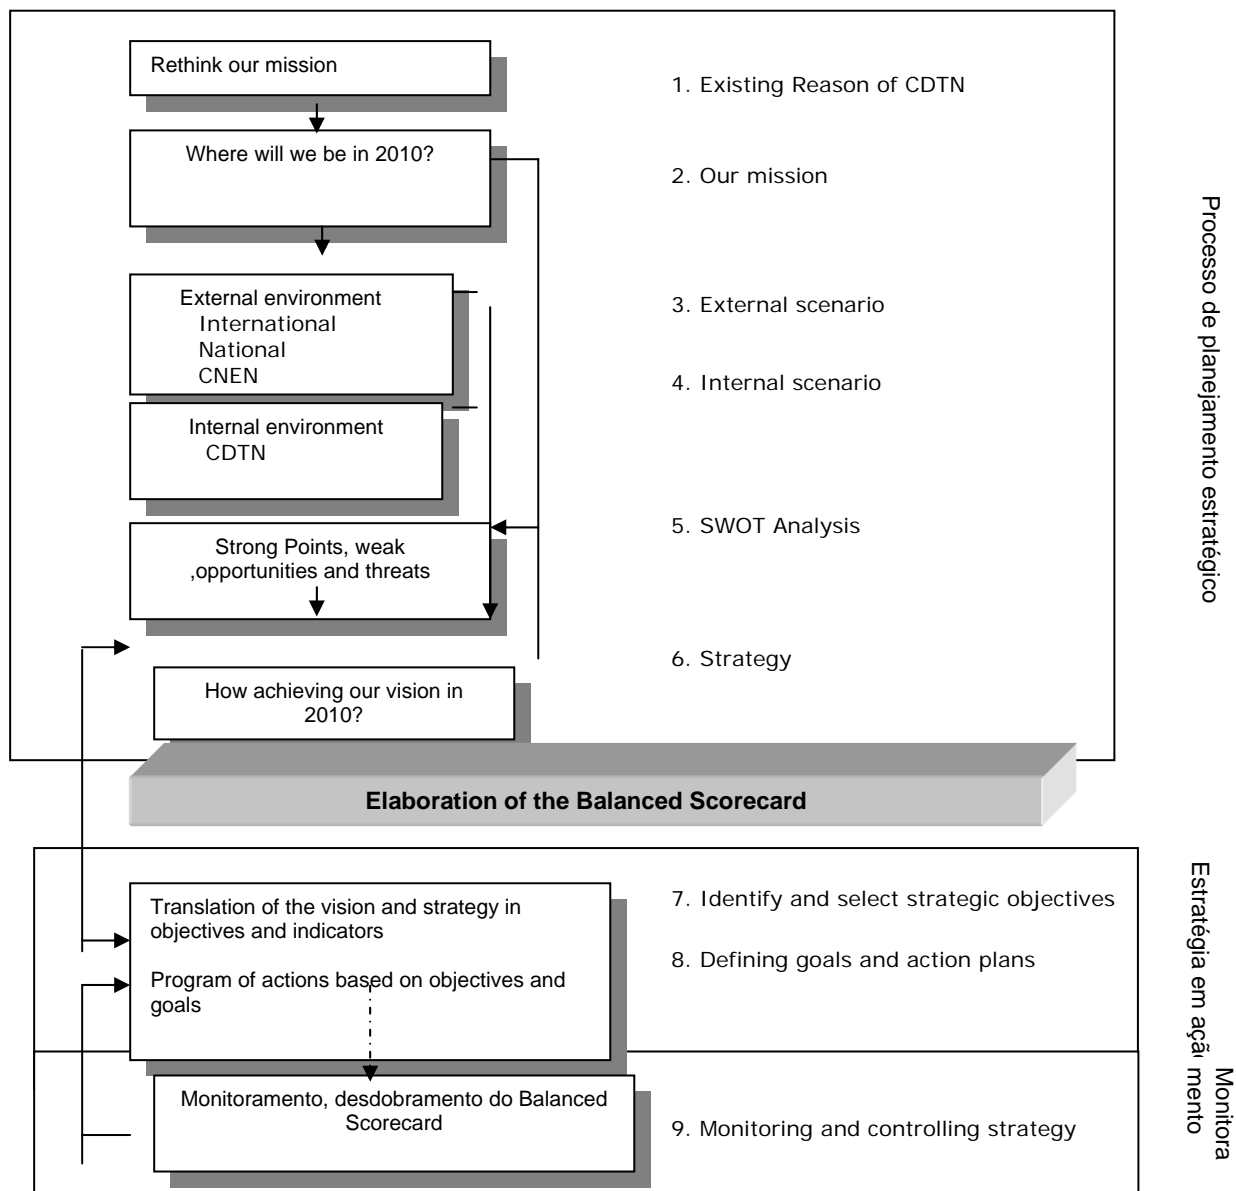 Rethink our mission
1. Existing Reason of CDTN
Where will we be in 2010?
2. Our mission
External environment
International
National
CNEN
3. External scenario
4. Internal scenario
Internal environment
CDTN
Strong Points, weak
,opportunities and threats
5. SWOT Analysis
6. Strategy
How achieving our vision in
2010?
Processo de planejamento estratégico
Elaboration of the Balanced Scorecard
Translation of the vision and strategy in
objectives and indicators
Program of actions based on objectives and
goals
7. Identify and select strategic objectives
8. Defining goals and action plans
Estratégia em ação
Monitoramento, desdobramento do Balanced
Scorecard
9. Monitoring and controlling strategy
Monitora
mento